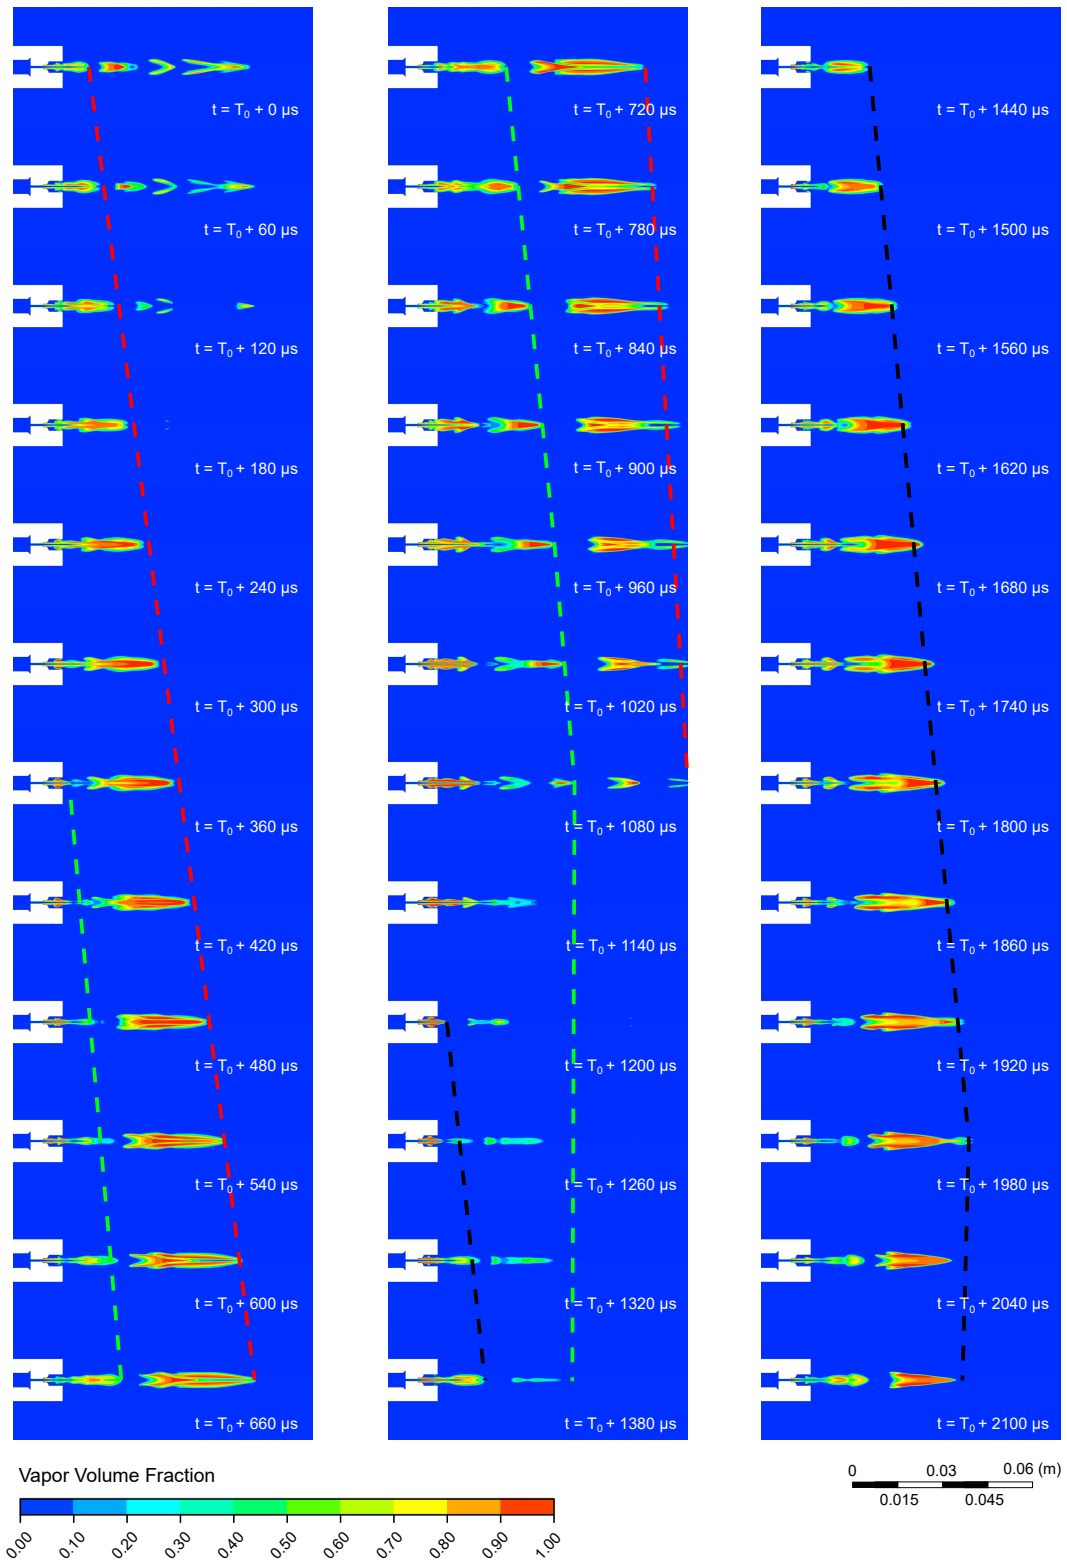 t = T0 + 0 μs
t = T0 + 60 μs
t = T0 + 120 μs
t = T0 + 180 μs
t = T0 + 240 μs
t = T0 + 300 μs
t = T0 + 360 μs
t = T0 + 420 μs
t = T0 + 480 μs
t = T0 + 540 μs
t = T0 + 600 μs
t = T0 + 660 μs
t = T0 + 720 μs
t = T0 + 780 μs
t = T0 + 840 μs
t = T0 + 900 μs
t = T0 + 960 μs
t = T0 + 1020 μs
t = T0 + 1080 μs
t = T0 + 1140 μs
t = T0 + 1200 μs
t = T0 + 1260 μs
t = T0 + 1320 μs
t = T0 + 1380 μs
t = T0 + 1440 μs
t = T0 + 1500 μs
t = T0 + 1560 μs
t = T0 + 1620 μs
t = T0 + 1680 μs
t = T0 + 1740 μs
t = T0 + 1800 μs
t = T0 + 1860 μs
t = T0 + 1920 μs
t = T0 + 1980 μs
t = T0 + 2040 μs
t = T0 + 2100 μs
Vapor Volume Fraction
0.00 0.10 0.20 0.30 0.40 0.50 0.60 0.70 0.80 0.90 1.00
0 0.03 0.06 (m)
0.015 0.045